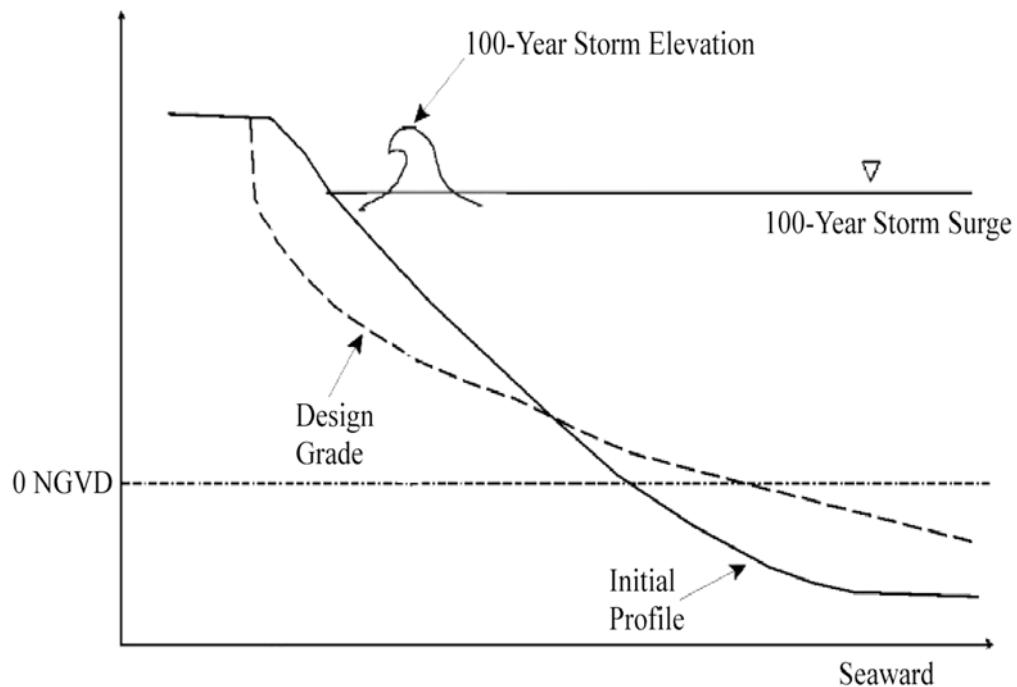 100-Year Storm Elevation
100-Year Storm Surge
Design
Grade
0 NGVD
Initial
Profile
Seaward